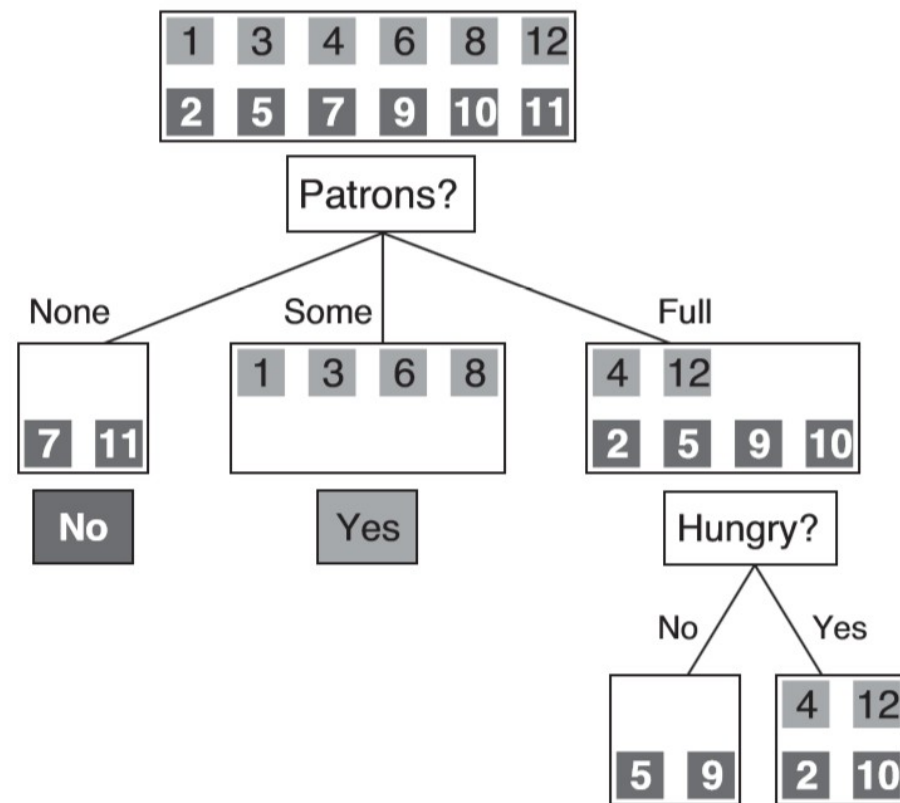 1 3 4 6 8 12
2 5 7 9 10 11
Patrons?
None Some Full
1 3 6 8 4 12
7 11 2 5 9 10
No Yes Hungry?
No Yes
4 12
5 9 2 10